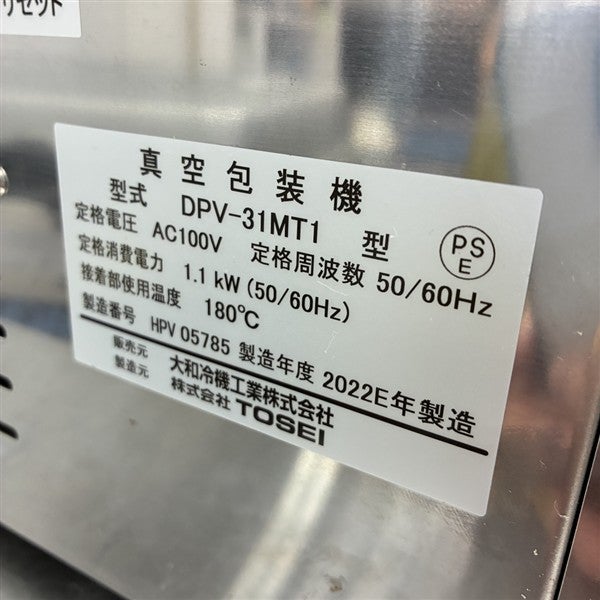 リセット
真空包装機
型式 DPV-31MT1 型
PS
E
定格電圧 AC100V 定格周波数 50/60Hz
定格消費電力 1.1 kW (50/60Hz)
接着部使用温度 180℃
製造番号 HPV 05785 製造年度 2022E年製造
販売元 大和冷機工業株式会社
製造元 株式会社 TOSEI